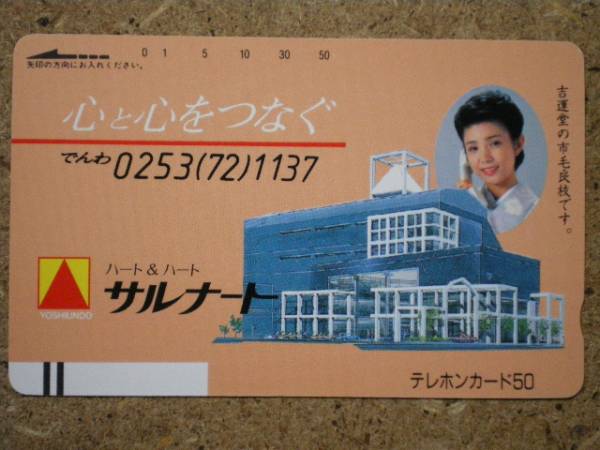 0 1 5 10 30 50
矢印の方向にお入れください。
心と心をつなぐ
でんわ 0253(72)1137
吉運堂の市毛良枝です。
YOSHIUNDO
ハート&ハート
サルナート
テレホンカード50